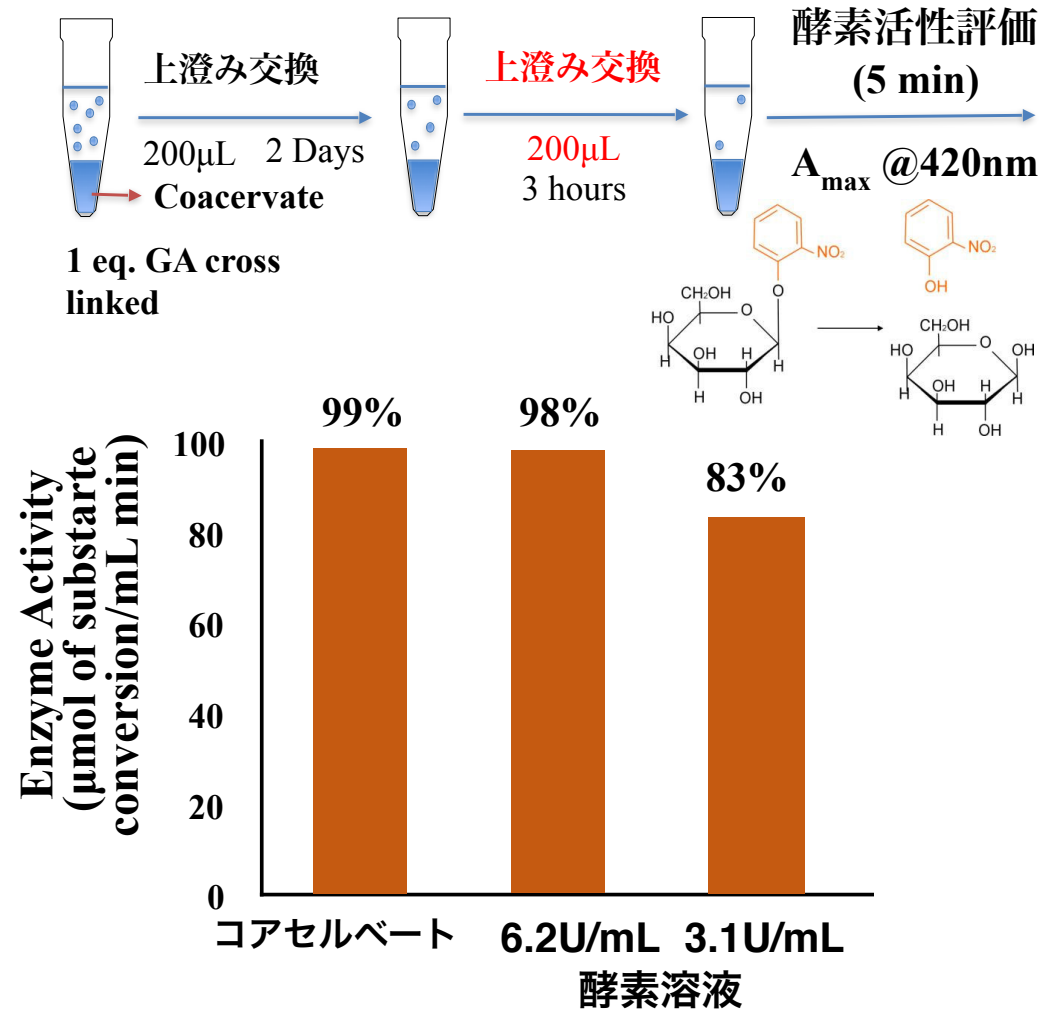 上澄み交換
200μL 2 Days
Coacervate
1 eq. GA cross
linked
上澄み交換
200μL
3 hours
酵素活性評価
(5 min)
Amax @420nm
NO₂
O
CH₂OH
HO
O
H
OH
H
H
H
OH
NO₂
OH
CH₂OH
HO
O
OH
H
OH
H
H
H
OH
Enzyme Activity
(μmol of substarte
conversion/mL min)
100
80
60
40
20
0
99%
98%
83%
コアセルベート
6.2U/mL
3.1U/mL
酵素溶液